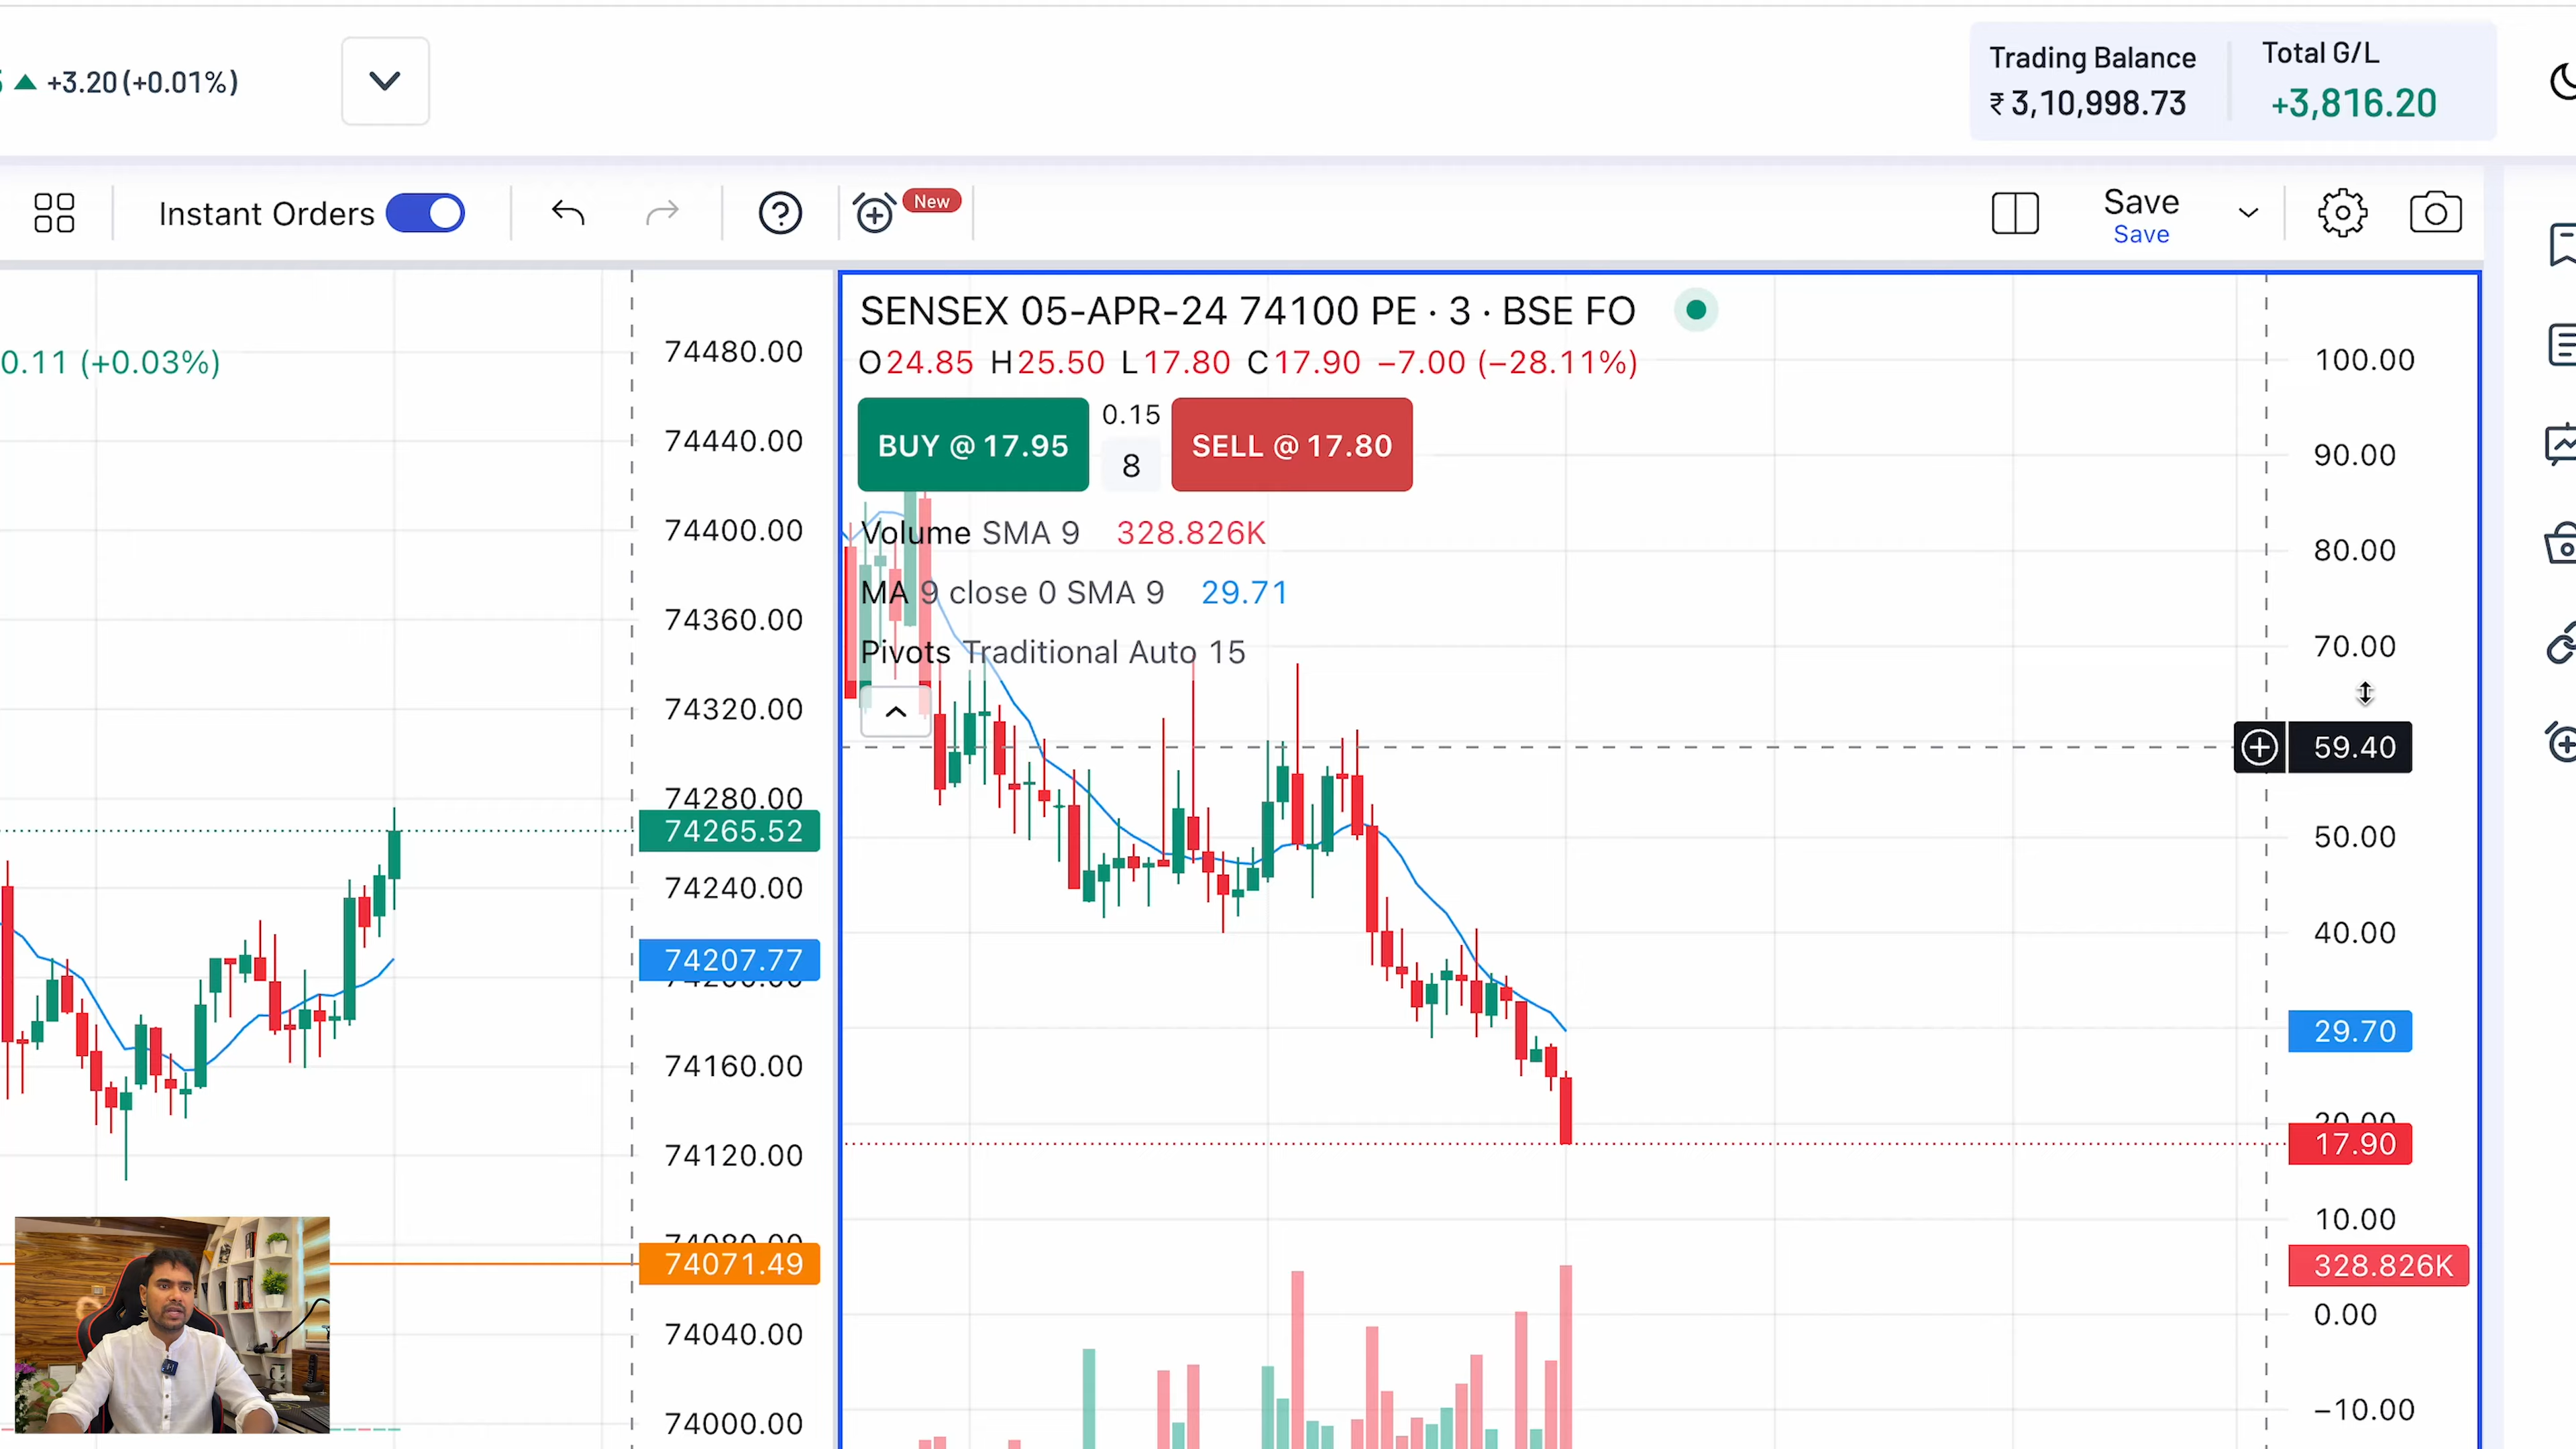 +3.20 (+0.01%)
Trading Balance
₹ 3,10,998.73
Total G/L
+3,816.20
Instant Orders
New
Save
Save
0.11 (+0.03%)
74480.00
74440.00
74400.00
74360.00
74320.00
74280.00
74265.52
74240.00
74207.77
74160.00
74120.00
74071.49
74040.00
74000.00
SENSEX 05-APR-24 74100 PE · 3 · BSE FO
O24.85 H25.50 L17.80 C17.90 −7.00 (−28.11%)
BUY @ 17.95
0.15
8
SELL @ 17.80
Volume SMA 9 328.826K
MA 9 close 0 SMA 9 29.71
Pivots Traditional Auto 15
100.00
90.00
80.00
70.00
59.40
50.00
40.00
29.70
20.00
17.90
10.00
328.826K
0.00
−10.00